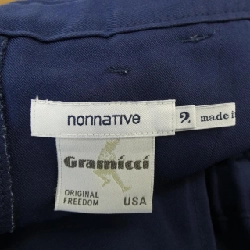 nonnative 2 made i
Gramicci
ORIGINAL
FREEDOM USA